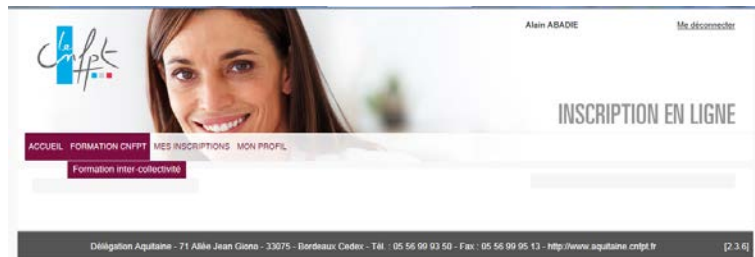 Alain ABADIE Me déconnecter
la cnfpt
INSCRIPTION EN LIGNE
ACCUEIL FORMATION CNFPT MES INSCRIPTIONS MON PROFIL
Formation inter-collectivité
Délégation Aquitaine - 71 Allée Jean Giono - 33075 - Bordeaux Cedex - Tél. : 05 56 99 93 50 - Fax : 05 56 99 95 13 - http://www.aquitaine.cnfpt.fr [2.3.6]